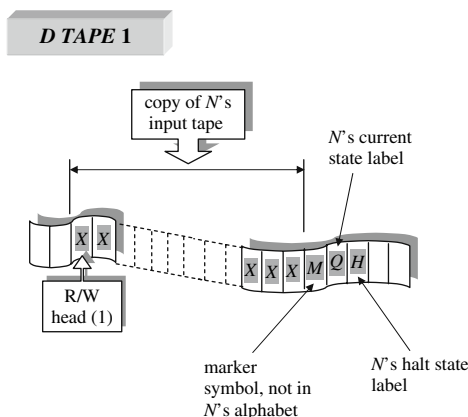 D TAPE 1
copy of N's
input tape
N's current
state label
X X
X X X M Q H
R/W
head (1)
marker
symbol, not in
N's alphabet
N's halt state
label